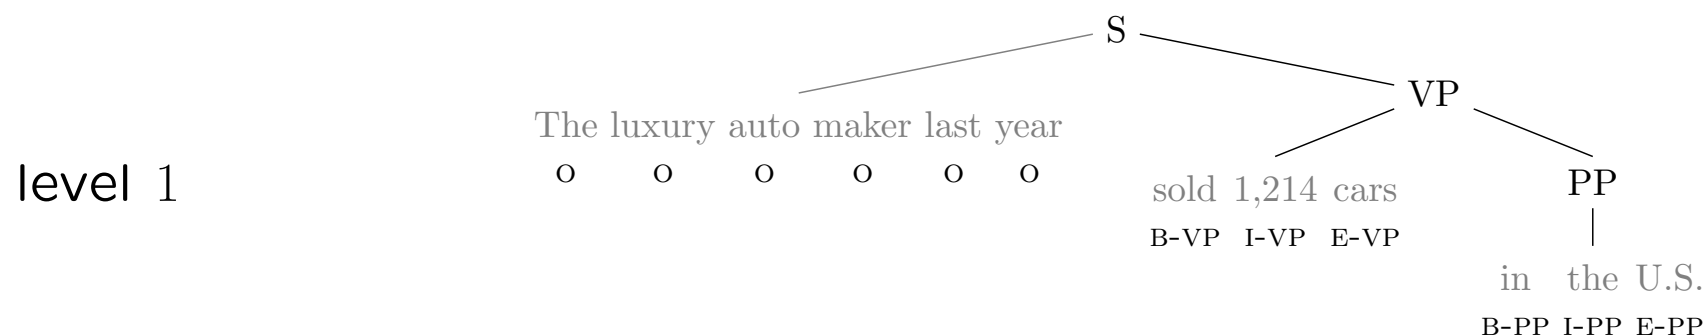 S
VP
The luxury auto maker last year
O O O O O O
level 1
PP
sold 1,214 cars
B-VP I-VP E-VP
in the U.S.
B-PP I-PP E-PP